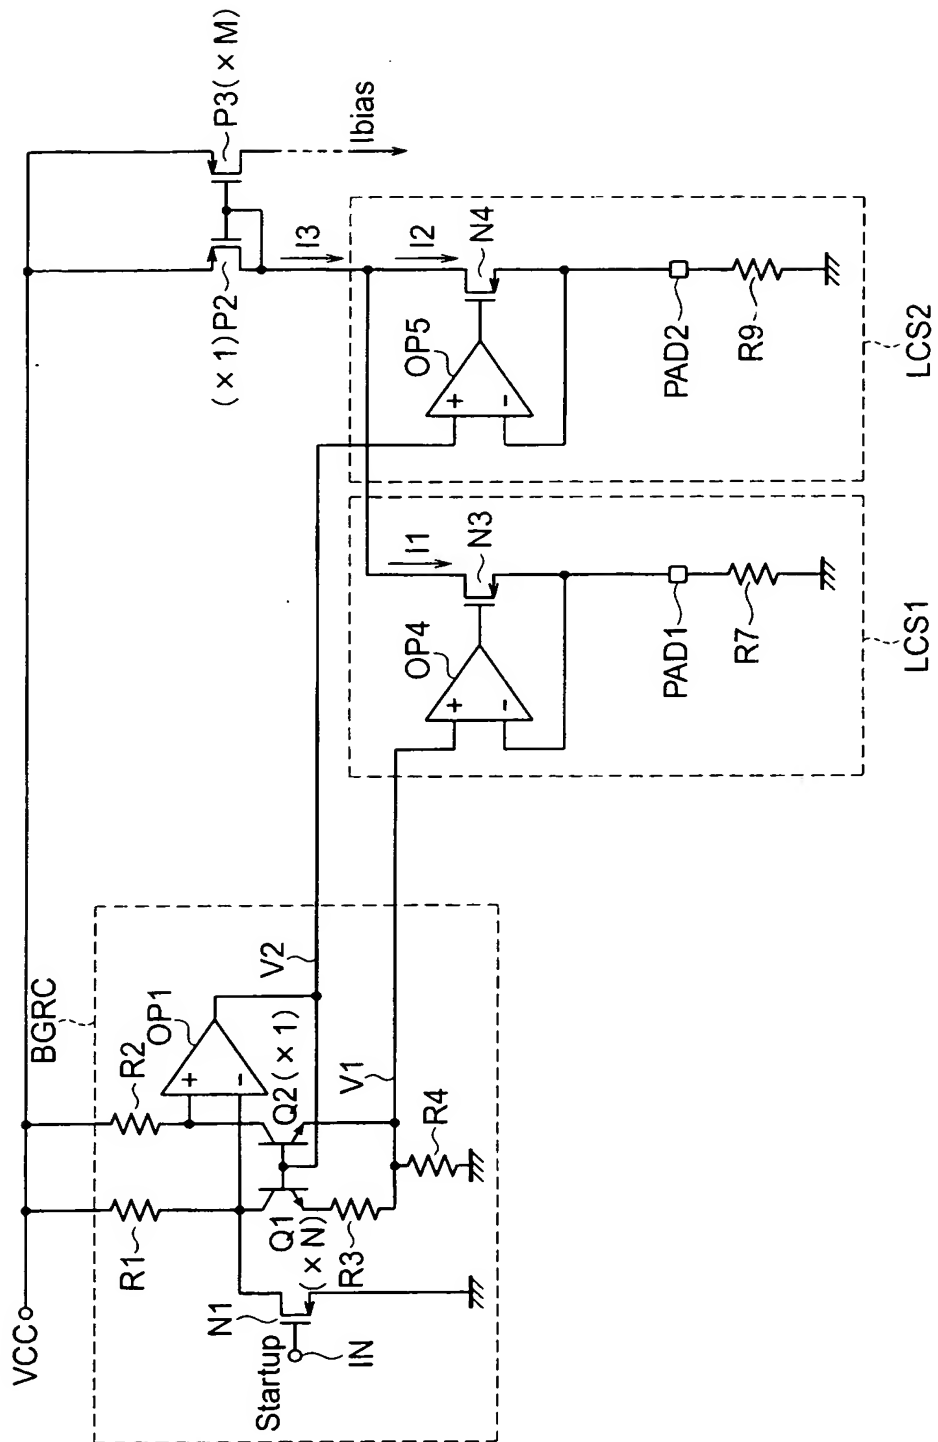 VCC
BGRC
R1
R2
OP1
+
-
Q1
(×N)
Q2(×1)
N1
Startup
IN
R3
R4
V2
V1
(×1)P2
P3(×M)
Ibias
I3
I1
I2
OP4
+
-
N3
PAD1
R7
LCS1
OP5
+
-
N4
PAD2
R9
LCS2